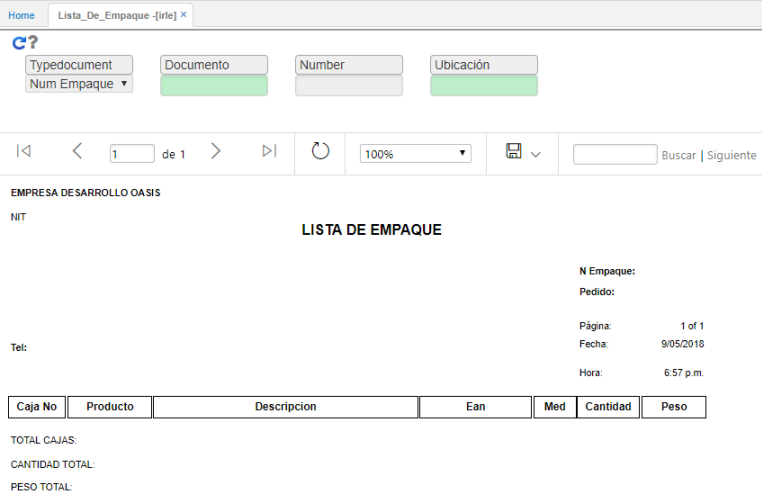 Home Lista_De_Empaque -[irle] ×
?
Typedocument Documento Number Ubicación
Num Empaque
1 de 1 100% Buscar | Siguiente
EMPRESA DESARROLLO OASIS
NIT
LISTA DE EMPAQUE
N Empaque:
Pedido:
Página: 1 of 1
Tel:
Fecha: 9/05/2018
Hora: 6:57 p.m.
Caja No Producto Descripcion Ean Med Cantidad Peso
TOTAL CAJAS:
CANTIDAD TOTAL:
PESO TOTAL: